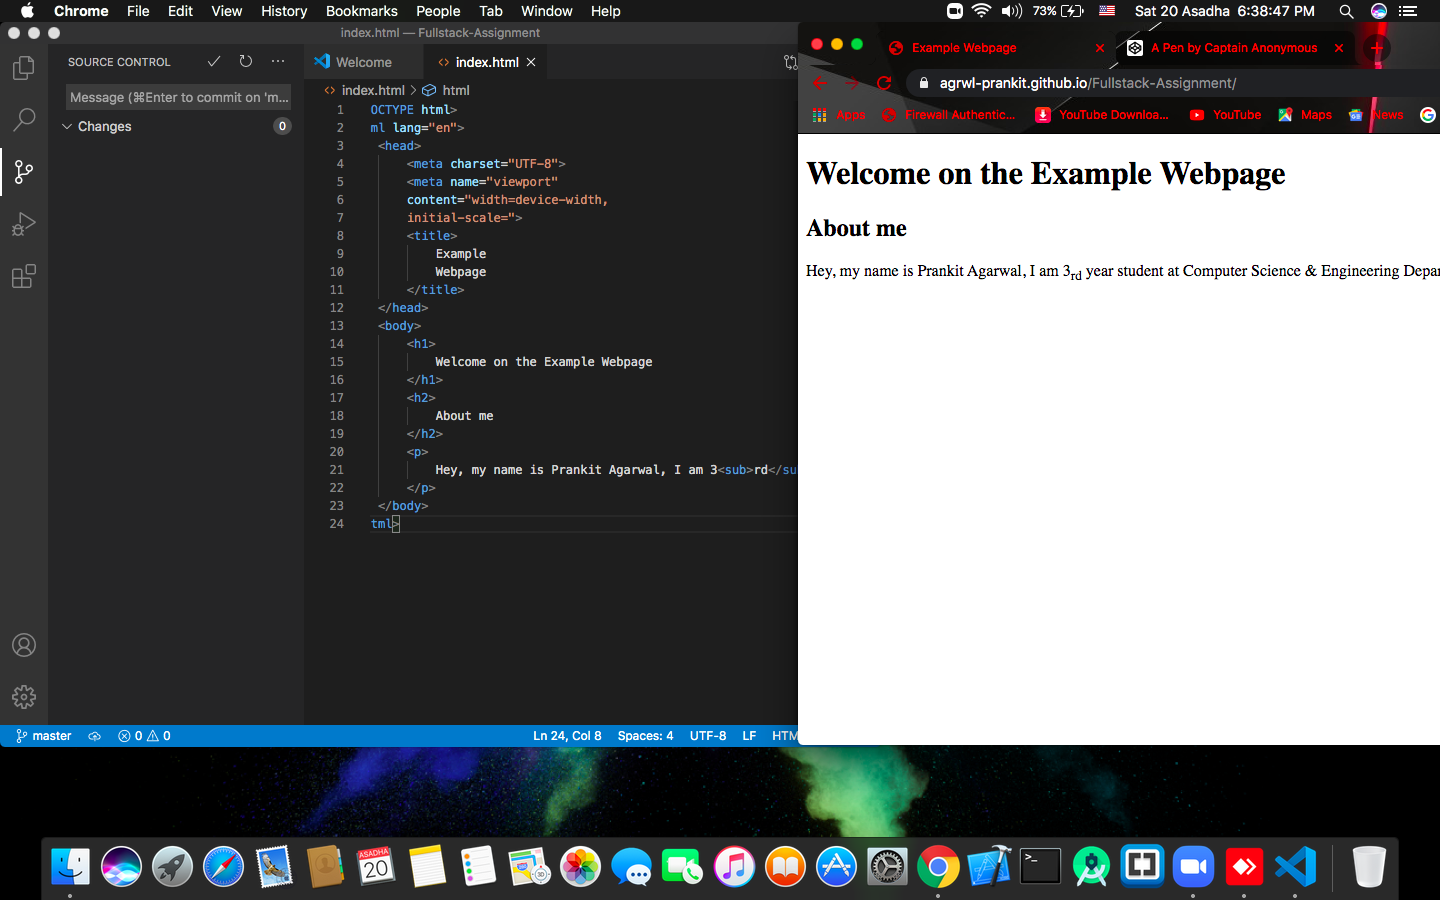 Chrome File Edit View History Bookmarks People Tab Window Help 73% Sat 20 Asadha 6:38:47 PM
index.html — Fullstack-Assignment
SOURCE CONTROL
Message (⌘Enter to commit on 'm...
Changes 0
Welcome index.html
index.html > html
1 OCTYPE html>
2 ml lang="en">
3 <head>
4 <meta charset="UTF-8">
5 <meta name="viewport"
6 content="width=device-width,
7 initial-scale=">
8 <title>
9 Example
10 Webpage
11 </title>
12 </head>
13 <body>
14 <h1>
15 Welcome on the Example Webpage
16 </h1>
17 <h2>
18 About me
19 </h2>
20 <p>
21 Hey, my name is Prankit Agarwal, I am 3<sub>rd</su
22 </p>
23 </body>
24 tml>
master 0 0 Ln 24, Col 8 Spaces: 4 UTF-8 LF HTM
Example Webpage A Pen by Captain Anonymous
agrwl-prankit.github.io/Fullstack-Assignment/
Apps Firewall Authentic... YouTube Downloa... YouTube Maps News
Welcome on the Example Webpage
About me
Hey, my name is Prankit Agarwal, I am 3rd year student at Computer Science & Engineering Depar
ASADHA
20